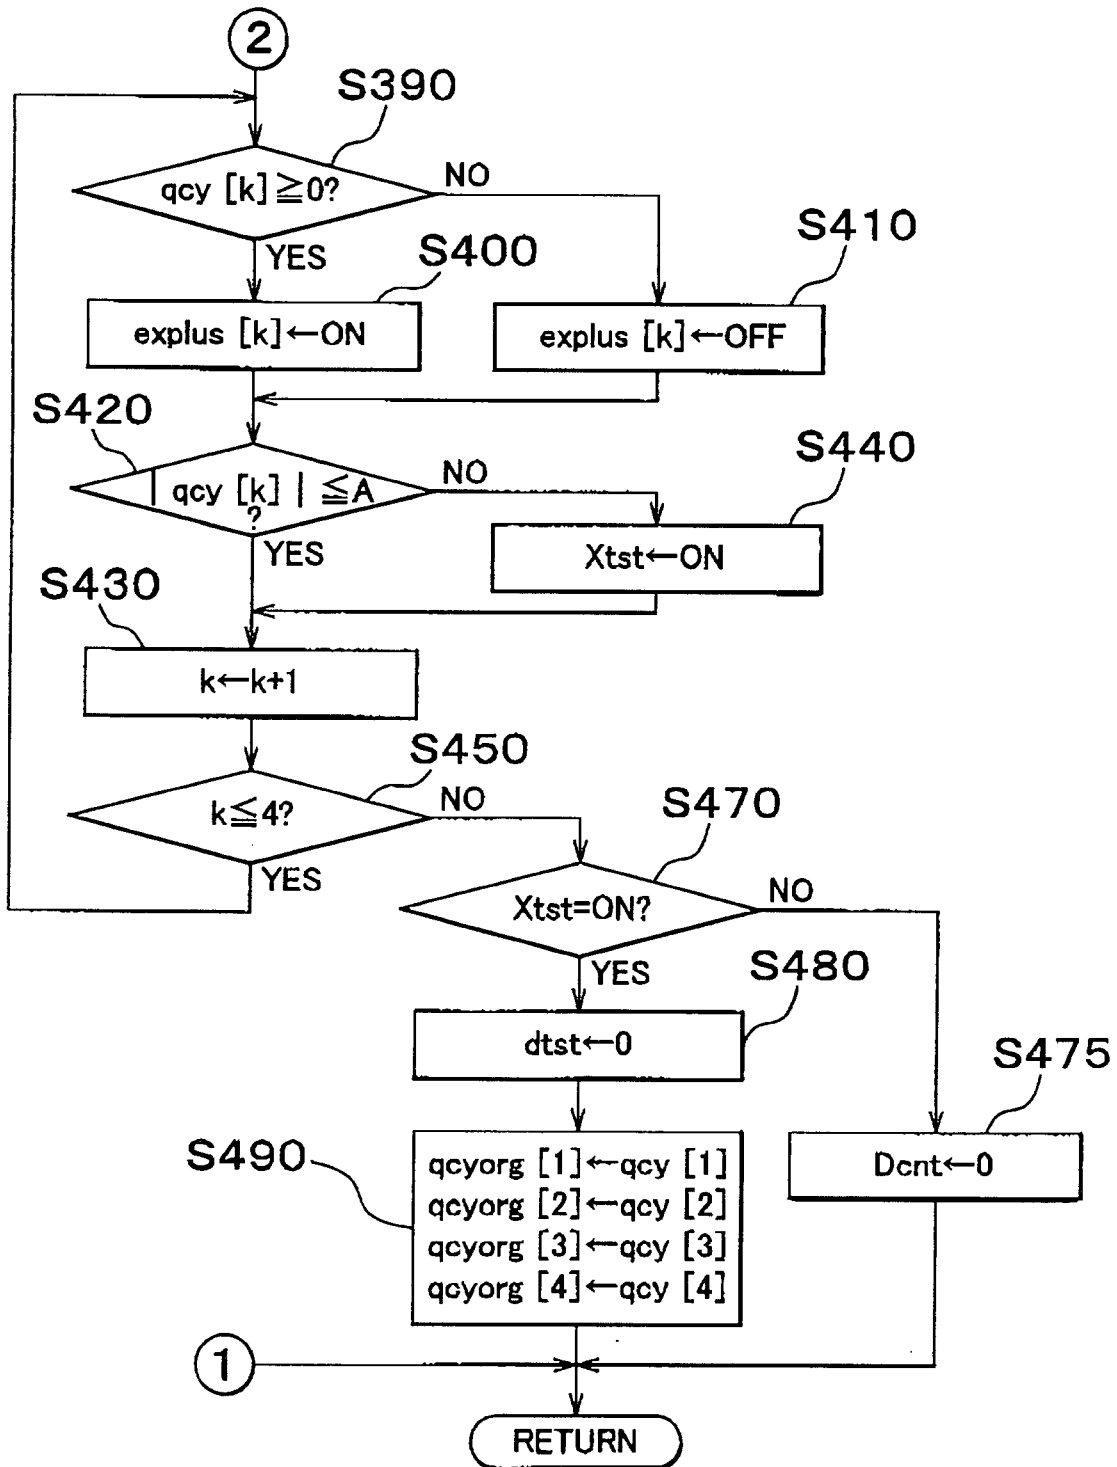 2
S390
qcy [k]≧0?
NO
YES
S400
S410
explus [k]←ON
explus [k]←OFF
S420
S440
| qcy [k] | ≦A
?
NO
YES
Xtst←ON
S430
k←k+1
S450
k≦4?
NO
YES
S470
Xtst=ON?
NO
YES
S480
dtst←0
S475
Dcnt←0
S490
qcyorg [1]←qcy [1]
qcyorg [2]←qcy [2]
qcyorg [3]←qcy [3]
qcyorg [4]←qcy [4]
1
RETURN